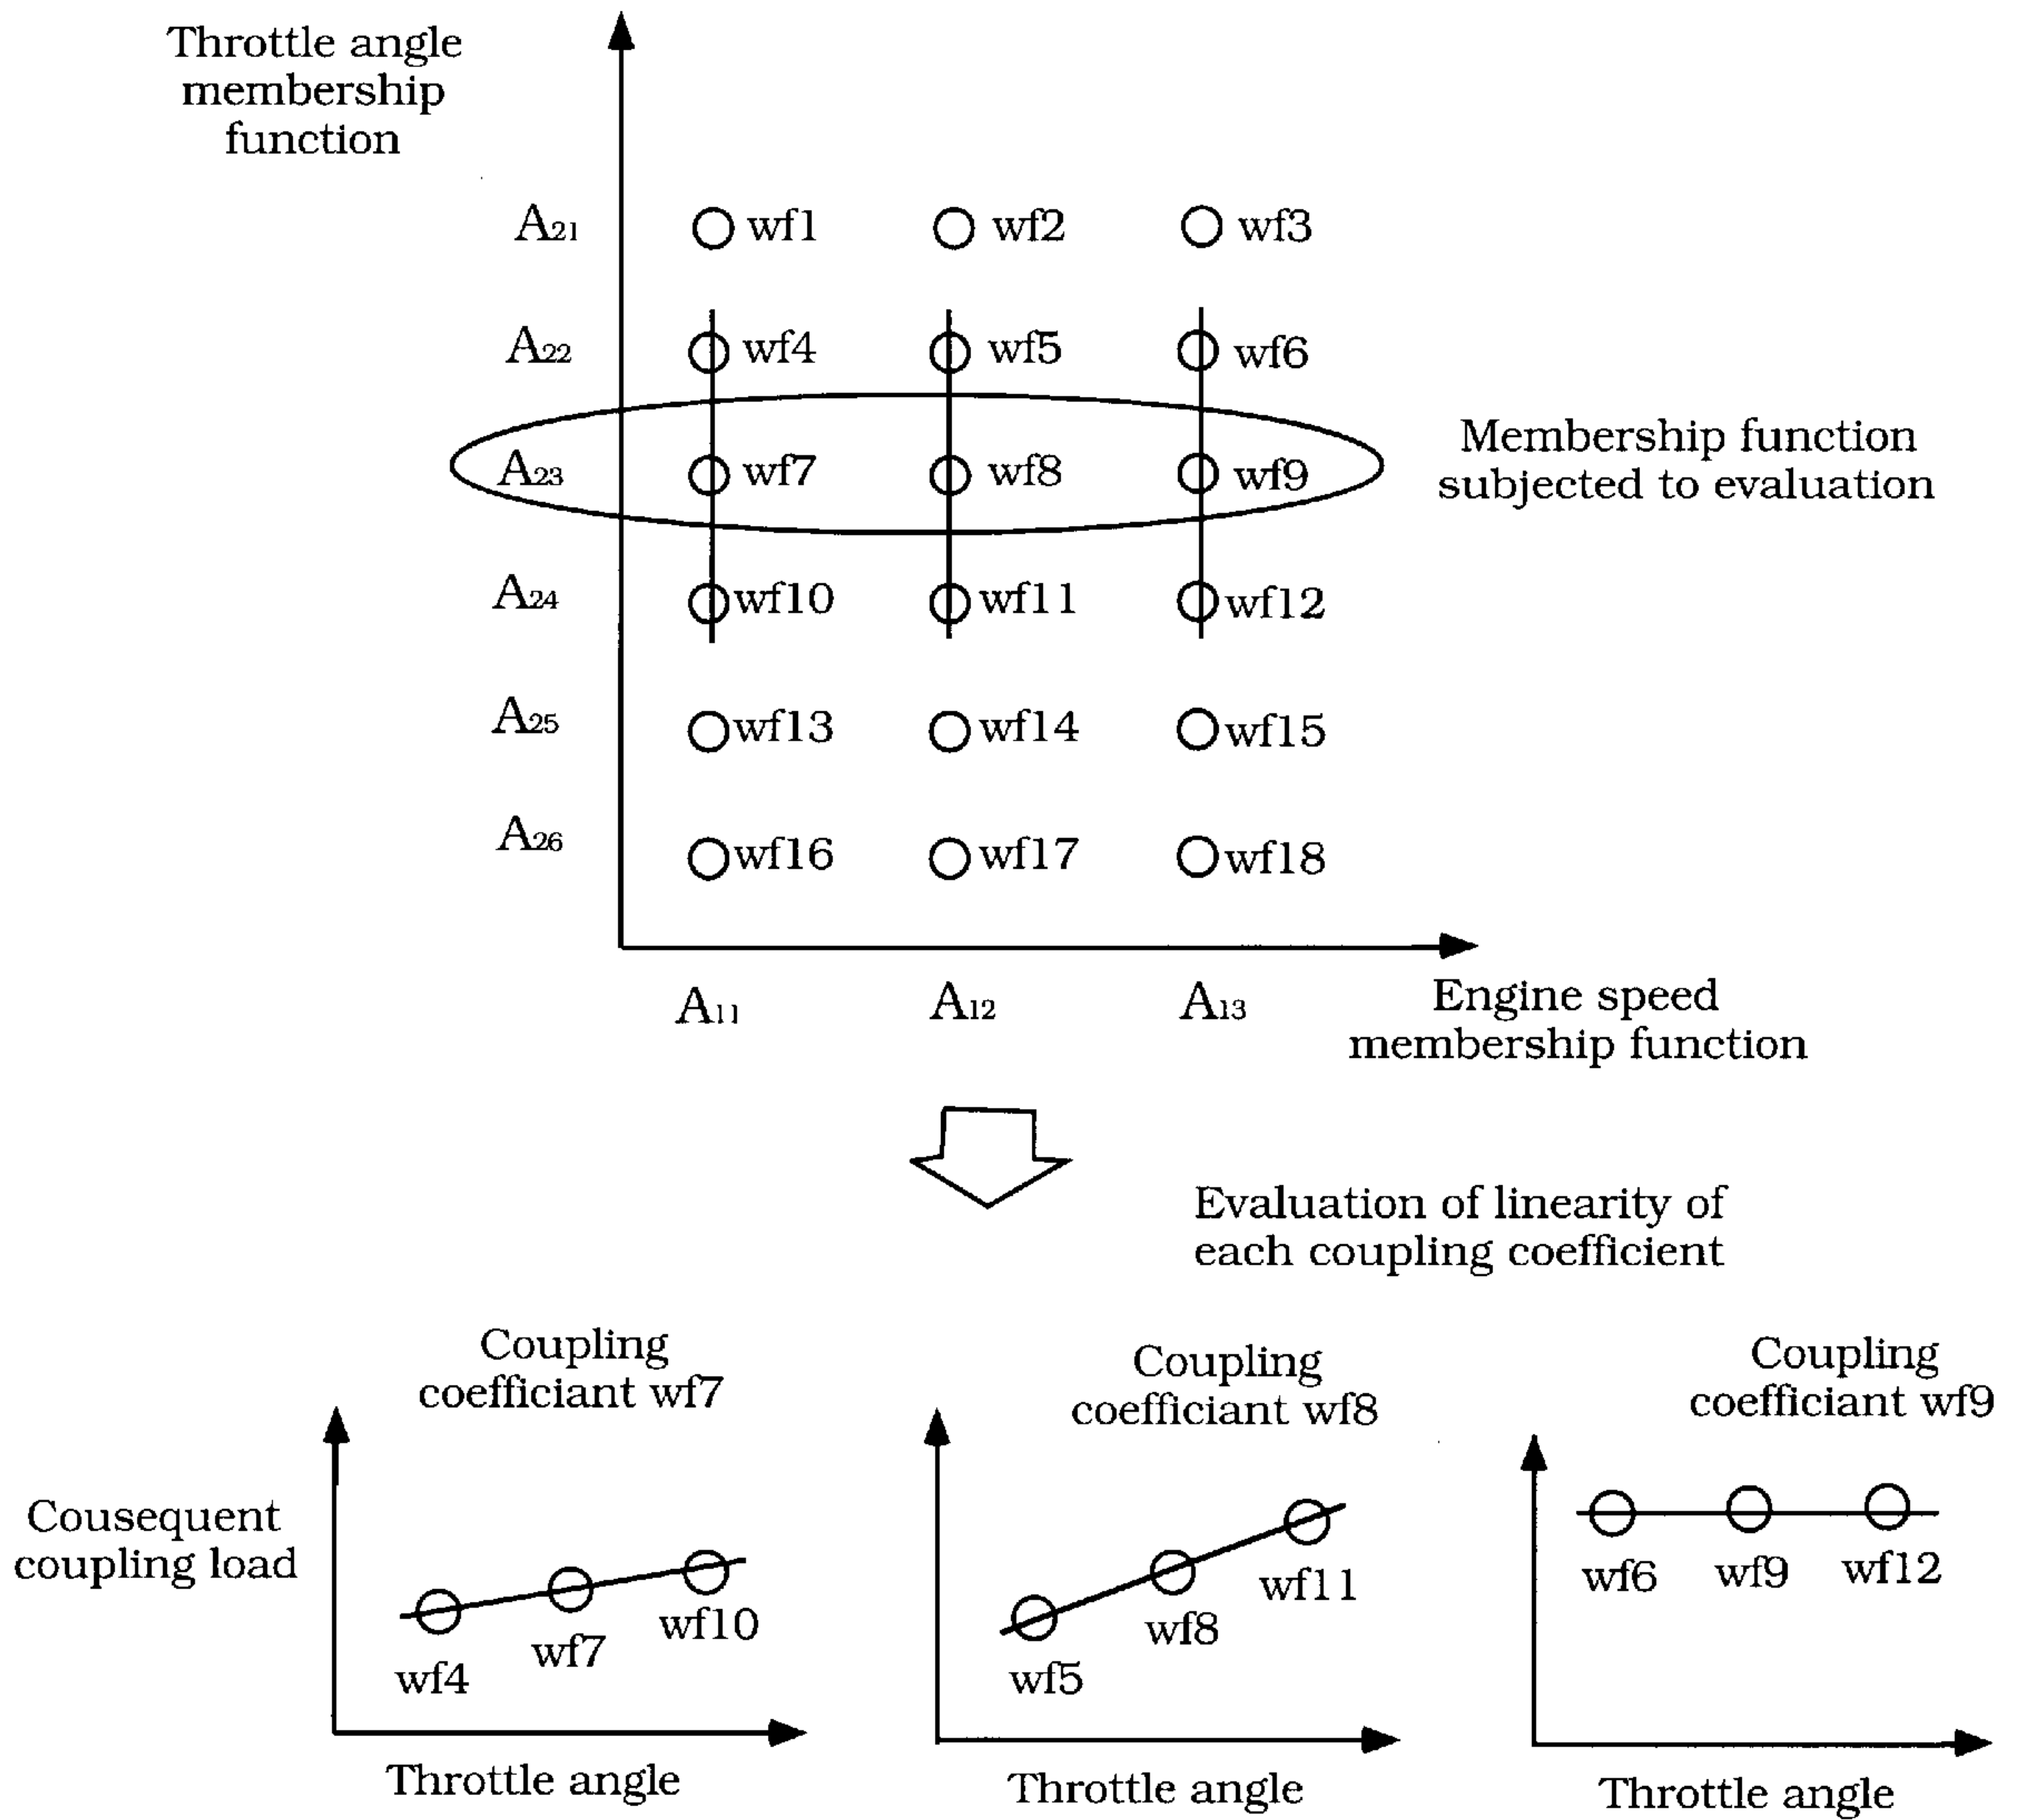 Throttle angle
membership
function
A21 wf1 wf2 wf3
A22 wf4 wf5 wf6
A23 wf7 wf8 wf9
Membership function
subjected to evaluation
A24 wf10 wf11 wf12
A25 wf13 wf14 wf15
A26 wf16 wf17 wf18
A11 A12 A13
Engine speed
membership function
Evaluation of linearity of
each coupling coefficient
Coupling
coefficiant wf7
Cousequent
coupling load
wf4 wf7 wf10
Throttle angle
Coupling
coefficiant wf8
wf5 wf8 wf11
Throttle angle
Coupling
coefficiant wf9
wf6 wf9 wf12
Throttle angle